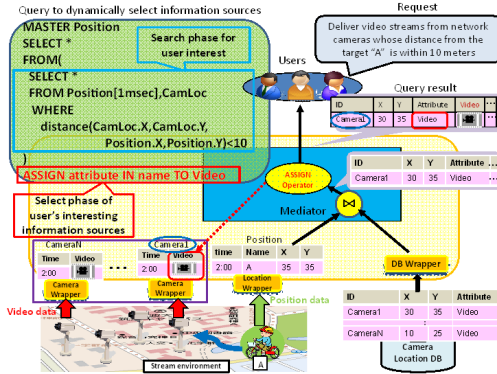 Query to dynamically select information sources
Request
MASTER Position
SELECT *
FROM(
SELECT *
FROM Position[1msec],CamLoc
WHERE
distance(CamLoc.X,CamLoc.Y,
Position.X,Position.Y)<10
)
ASSIGN attribute IN name TO Video
Search phase for
user interest
Deliver video streams from network
cameras whose distance from the
target "A" is within 10 meters
Users
Query result
ID X Y Attribute Video ...
Camera1 30 35 Video ...
Select phase of
user's interesting
information sources
ASSIGN
Operator
Mediator
⋈
ID X Y Attribute ...
Camera1 30 35 Video ...
CameraN
Time Video
2:00
...
Camera1
Time Video
2:00
Position
time Name X Y
2:00 A 35 35
Camera
Wrapper
Camera
Wrapper
Location
Wrapper
DB Wrapper
Video data
Position data
ID X Y Attribute
Camera1 30 35 Video
:
CameraN 10 25 Video
Camera
Location DB
Stream environment
A